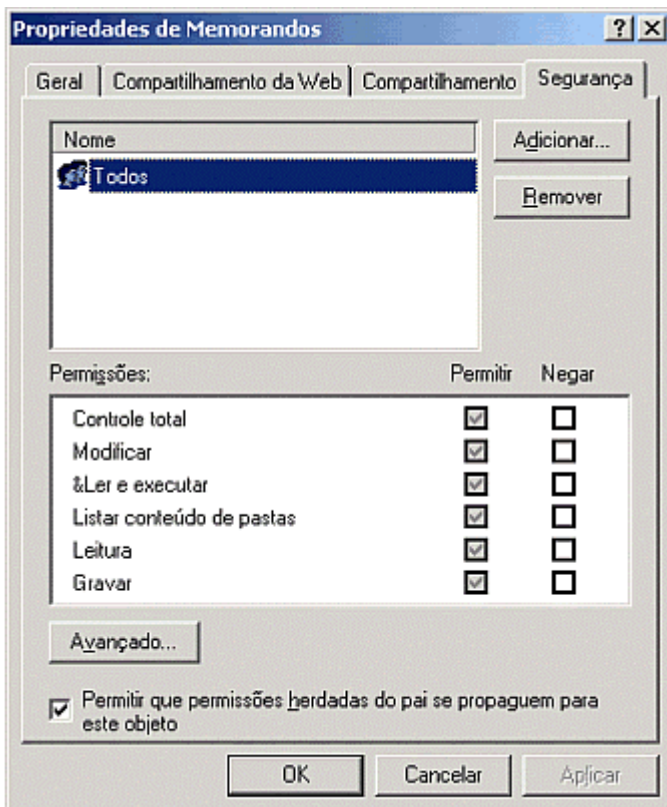 Propriedades de Memorandos
Geral Compartilhamento da Web Compartilhamento Segurança
Nome
Todos
Adicionar...
Remover
Permissões: Permitir Negar
Controle total
Modificar
&Ler e executar
Listar conteúdo de pastas
Leitura
Gravar
Avançado...
Permitir que permissões herdadas do pai se propaguem para
este objeto
OK Cancelar Aplicar